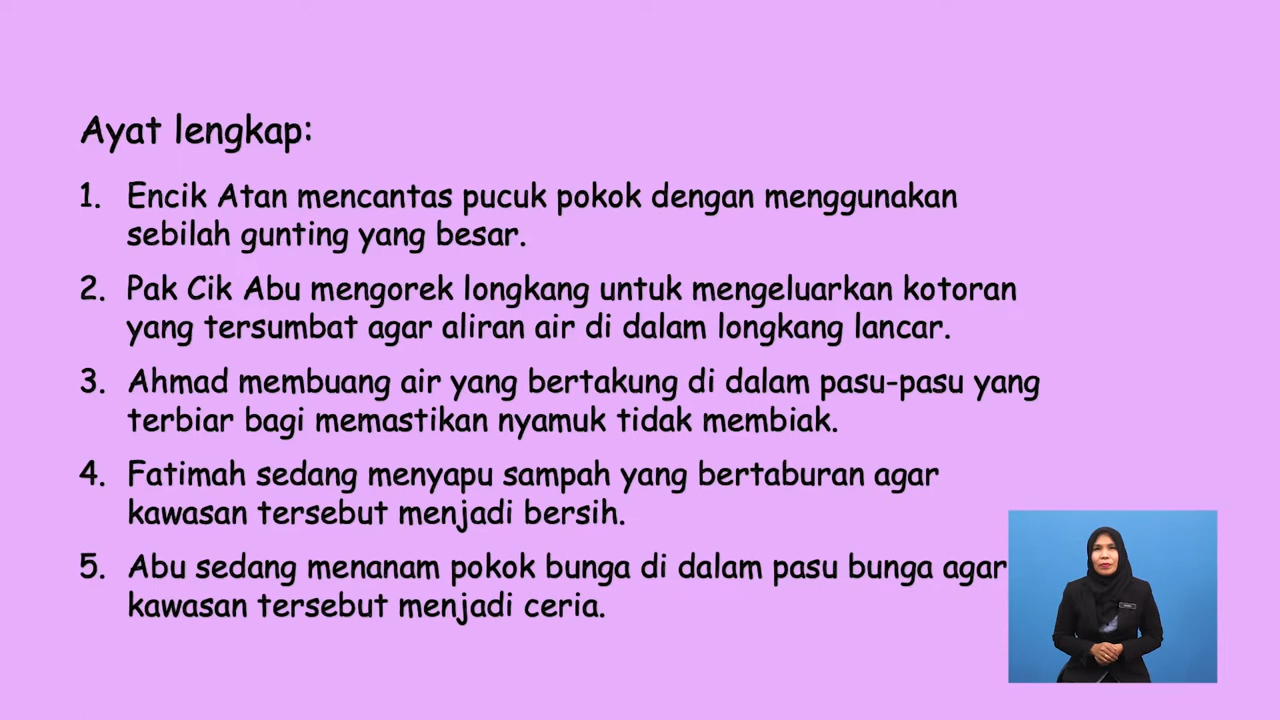 Ayat lengkap:
1. Encik Atan mencantas pucuk pokok dengan menggunakan
sebilah gunting yang besar.
2. Pak Cik Abu mengorek longkang untuk mengeluarkan kotoran
yang tersumbat agar aliran air di dalam longkang lancar.
3. Ahmad membuang air yang bertakung di dalam pasu-pasu yang
terbiar bagi memastikan nyamuk tidak membiak.
4. Fatimah sedang menyapu sampah yang bertaburan agar
kawasan tersebut menjadi bersih.
5. Abu sedang menanam pokok bunga di dalam pasu bunga agar
kawasan tersebut menjadi ceria.